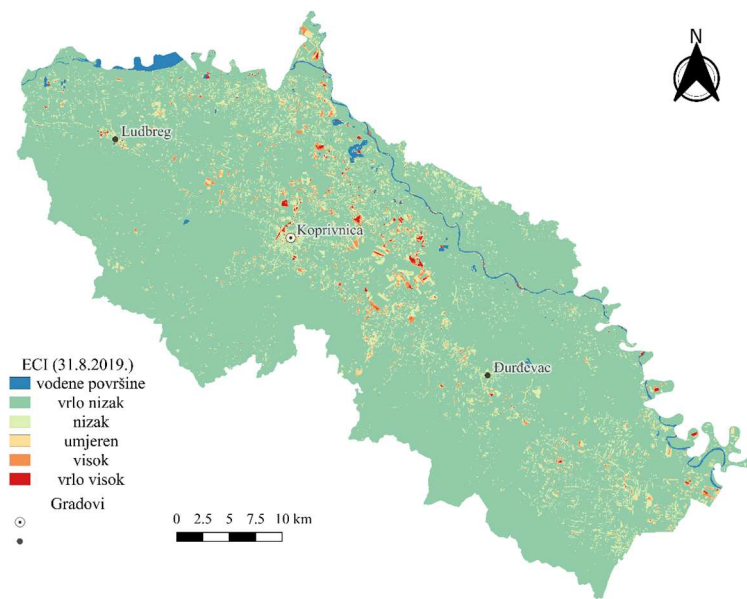 N
Ludbreg
Koprivnica
Đurđevac
ECI (31.8.2019.)
vodene površine
vrlo nizak
nizak
umjeren
visok
vrlo visok
Gradovi
0 2.5 5 7.5 10 km